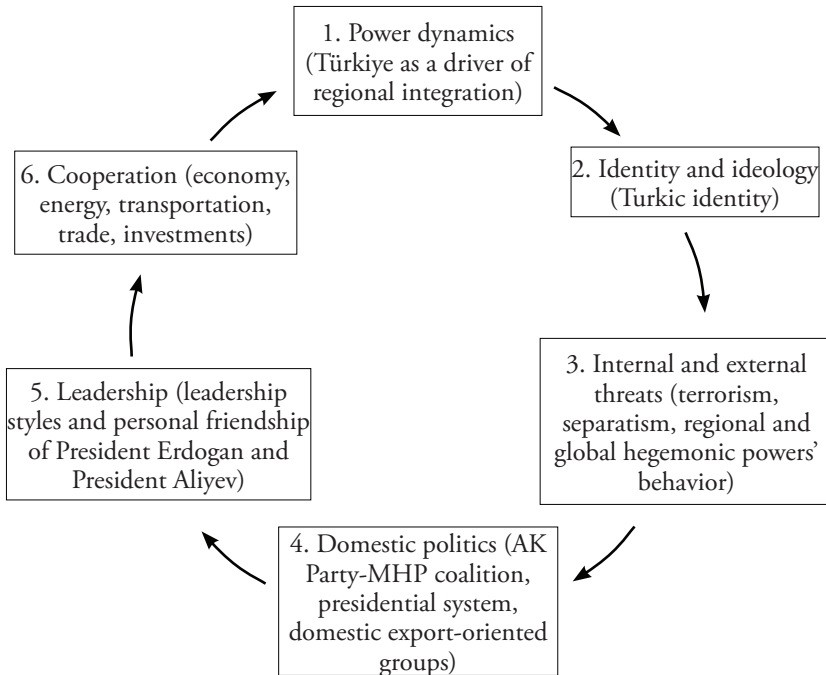 1. Power dynamics
(Türkiye as a driver of
regional integration)
2. Identity and ideology
(Turkic identity)
3. Internal and external
threats (terrorism,
separatism, regional and
global hegemonic powers’
behavior)
4. Domestic politics (AK
Party-MHP coalition,
presidential system,
domestic export-oriented
groups)
5. Leadership (leadership
styles and personal friendship
of President Erdogan and
President Aliyev)
6. Cooperation (economy,
energy, transportation,
trade, investments)